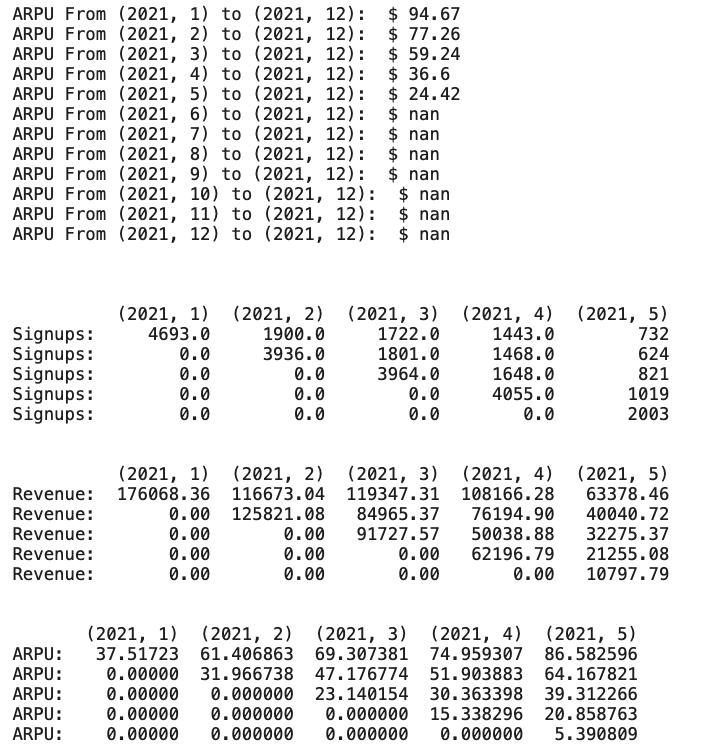 ARPU From (2021, 1) to (2021, 12):  $ 94.67
ARPU From (2021, 2) to (2021, 12):  $ 77.26
ARPU From (2021, 3) to (2021, 12):  $ 59.24
ARPU From (2021, 4) to (2021, 12):  $ 36.6
ARPU From (2021, 5) to (2021, 12):  $ 24.42
ARPU From (2021, 6) to (2021, 12):  $ nan
ARPU From (2021, 7) to (2021, 12):  $ nan
ARPU From (2021, 8) to (2021, 12):  $ nan
ARPU From (2021, 9) to (2021, 12):  $ nan
ARPU From (2021, 10) to (2021, 12):  $ nan
ARPU From (2021, 11) to (2021, 12):  $ nan
ARPU From (2021, 12) to (2021, 12):  $ nan
(2021, 1)  (2021, 2)  (2021, 3)  (2021, 4)  (2021, 5)
Signups:     4693.0     1900.0     1722.0     1443.0        732
Signups:        0.0     3936.0     1801.0     1468.0        624
Signups:        0.0        0.0     3964.0     1648.0        821
Signups:        0.0        0.0        0.0     4055.0       1019
Signups:        0.0        0.0        0.0        0.0       2003
(2021, 1)  (2021, 2)  (2021, 3)  (2021, 4)  (2021, 5)
Revenue:  176068.36  116673.04  119347.31  108166.28   63378.46
Revenue:       0.00  125821.08   84965.37   76194.90   40040.72
Revenue:       0.00       0.00   91727.57   50038.88   32275.37
Revenue:       0.00       0.00       0.00   62196.79   21255.08
Revenue:       0.00       0.00       0.00       0.00   10797.79
(2021, 1)  (2021, 2)  (2021, 3)  (2021, 4)  (2021, 5)
ARPU:   37.51723  61.406863  69.307381  74.959307  86.582596
ARPU:    0.00000  31.966738  47.176774  51.903883  64.167821
ARPU:    0.00000   0.000000  23.140154  30.363398  39.312266
ARPU:    0.00000   0.000000   0.000000  15.338296  20.858763
ARPU:    0.00000   0.000000   0.000000   0.000000   5.390809